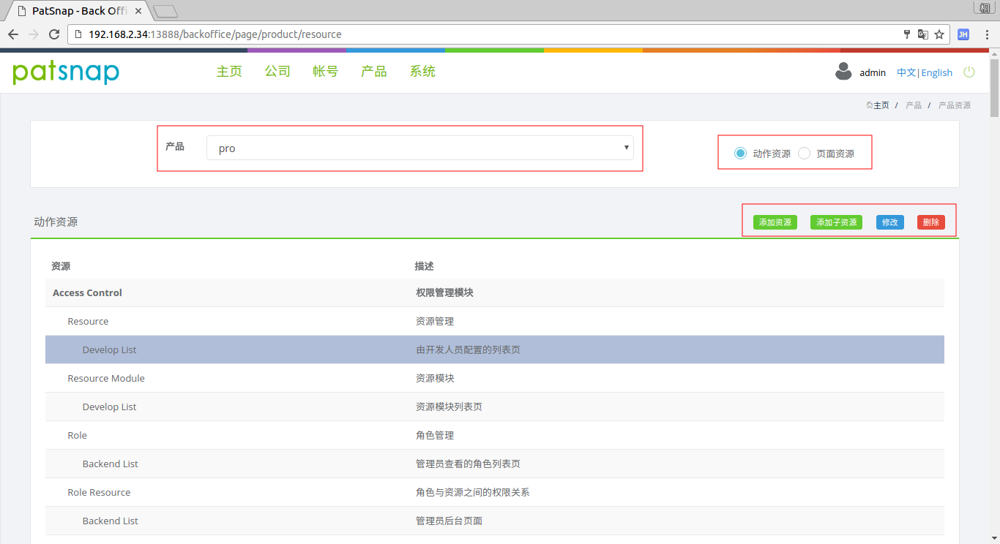 PatSnap - Back Offi
192.168.2.34:13888/backoffice/page/product/resource
JH
patsnap
主页 公司 帐号 产品 系统
admin 中文|English
主页 / 产品 / 产品资源
产品 pro
动作资源 页面资源
动作资源 添加资源 添加子资源 修改 删除
资源 描述
Access Control 权限管理模块
Resource 资源管理
Develop List 由开发人员配置的列表页
Resource Module 资源模块
Develop List 资源模块列表页
Role 角色管理
Backend List 管理员查看的角色列表页
Role Resource 角色与资源之间的权限关系
Backend List 管理员后台页面